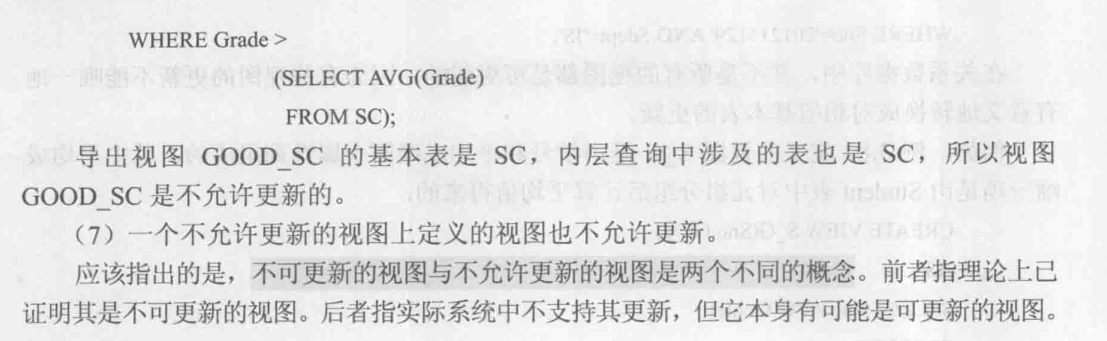 WHERE Grade >
(SELECT AVG(Grade)
FROM SC);
导出视图 GOOD_SC 的基本表是 SC，内层查询中涉及的表也是 SC，所以视图
GOOD_SC 是不允许更新的。
（7）一个不允许更新的视图上定义的视图也不允许更新。
应该指出的是，不可更新的视图与不允许更新的视图是两个不同的概念。前者指理论上已
证明其是不可更新的视图。后者指实际系统中不支持其更新，但它本身有可能是可更新的视图。